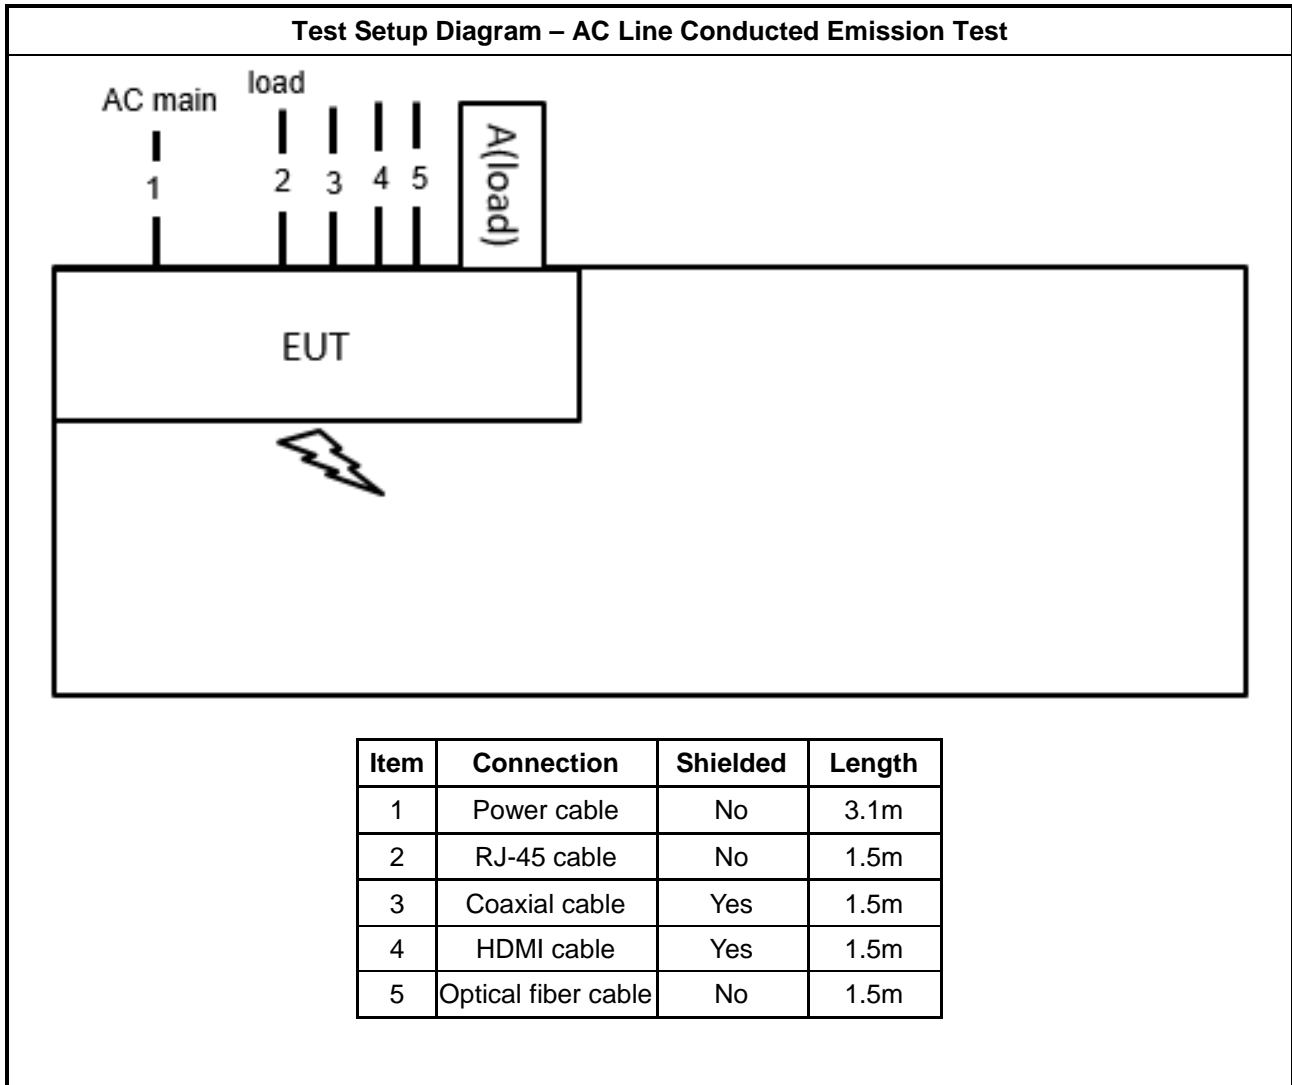 Test Setup Diagram – AC Line Conducted Emission Test
AC main
load
1
2
3
4
5
A(load)
EUT
Item Connection Shielded Length
1 Power cable No 3.1m
2 RJ-45 cable No 1.5m
3 Coaxial cable Yes 1.5m
4 HDMI cable Yes 1.5m
5 Optical fiber cable No 1.5m